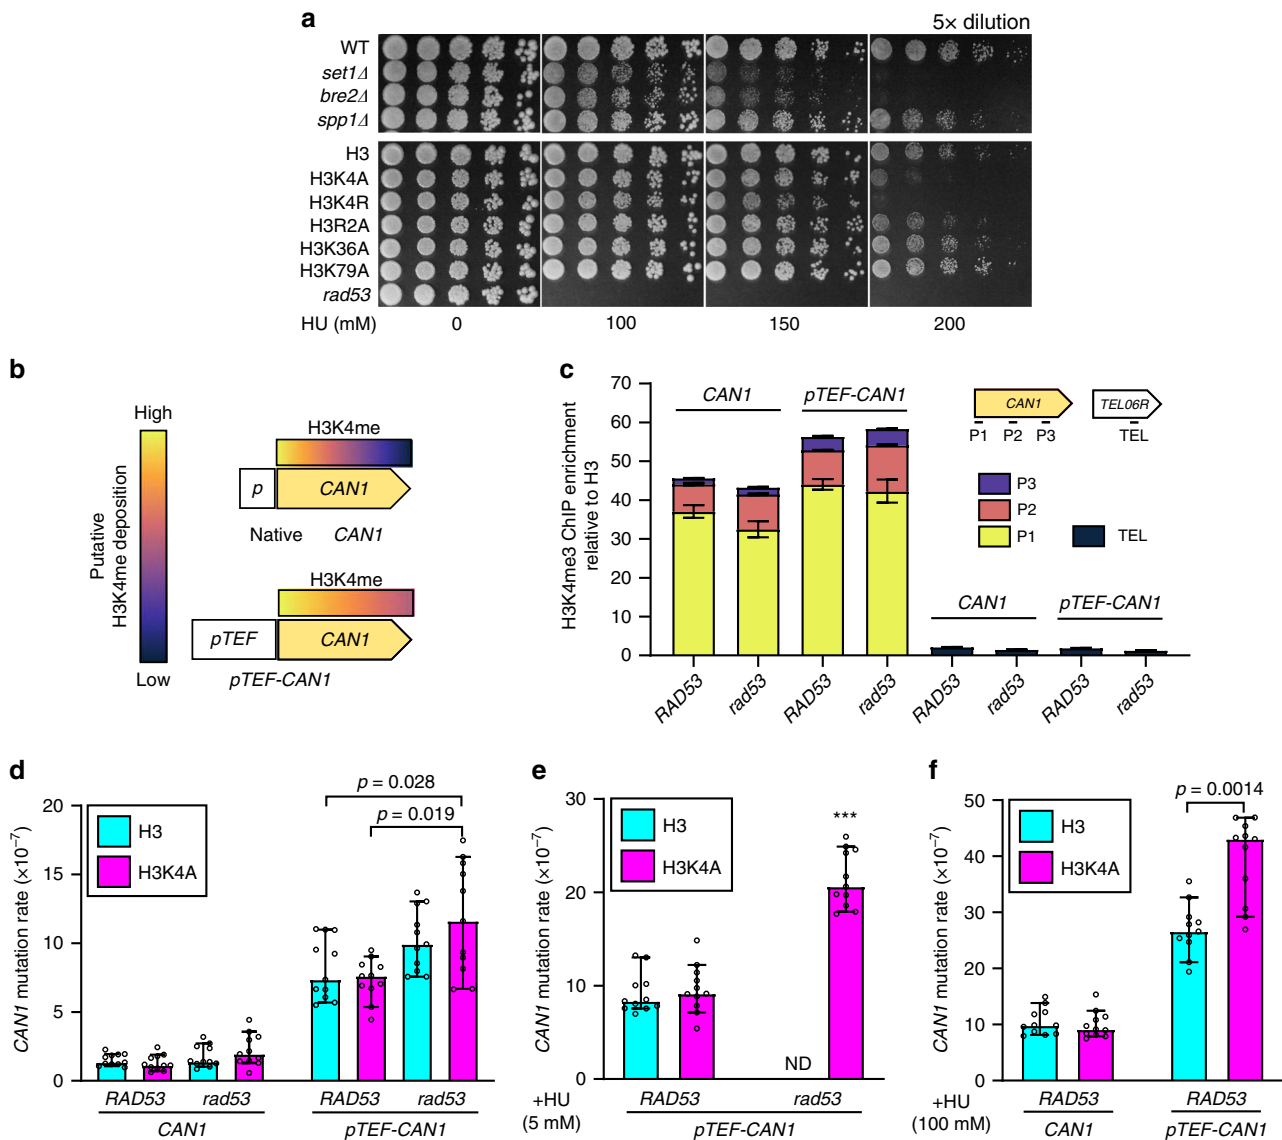 a
5× dilution
WT
set1Δ
bre2Δ
spp1Δ
H3
H3K4A
H3K4R
H3R2A
H3K36A
H3K79A
rad53
HU (mM)
0
100
150
200
b
High
Low
Putative
H3K4me deposition
H3K4me
p
CAN1
Native CAN1
H3K4me
pTEF
CAN1
pTEF-CAN1
c
H3K4me3 ChIP enrichment
relative to H3
70
60
50
40
30
20
10
0
CAN1
pTEF-CAN1
CAN1
pTEF-CAN1
CAN1
TEL06R
P1 P2 P3
TEL
P3
P2
P1
TEL
RAD53
rad53
RAD53
rad53
RAD53
rad53
RAD53
rad53
d
CAN1 mutation rate (×10⁻⁷)
20
15
10
5
0
H3
H3K4A
p = 0.028
p = 0.019
RAD53
rad53
RAD53
rad53
CAN1
pTEF-CAN1
e
CAN1 mutation rate (×10⁻⁷)
30
20
10
0
H3
H3K4A
***
ND
+HU
(5 mM)
RAD53
rad53
pTEF-CAN1
f
CAN1 mutation rate (×10⁻⁷)
50
40
30
20
10
0
H3
H3K4A
p = 0.0014
+HU
(100 mM)
RAD53
RAD53
CAN1
pTEF-CAN1